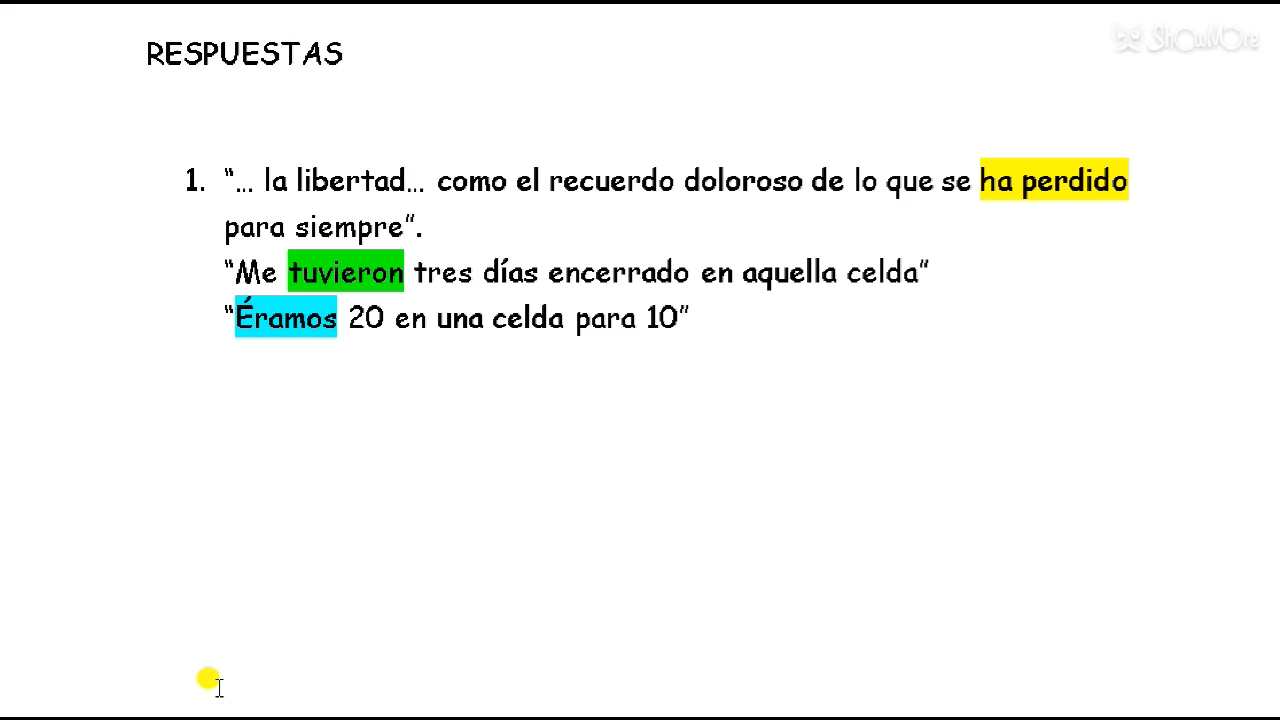 ShowMore
RESPUESTAS
1. “… la libertad… como el recuerdo doloroso de lo que se ha perdido
para siempre”.
“Me tuvieron tres días encerrado en aquella celda”
“Éramos 20 en una celda para 10”